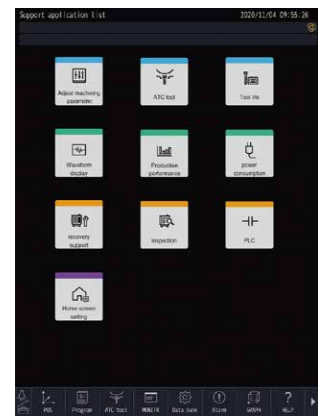 Support application list 2020/11/04 09:55:26
Adjust machining
parameter
ATC tool
Tool life
Waveform
display
Production
performance
power
consumption
recovery
support
Inspection
PLC
Home screen
setting
POS Program ATC tool MONITR Data bank Alarm GRAPH HELP